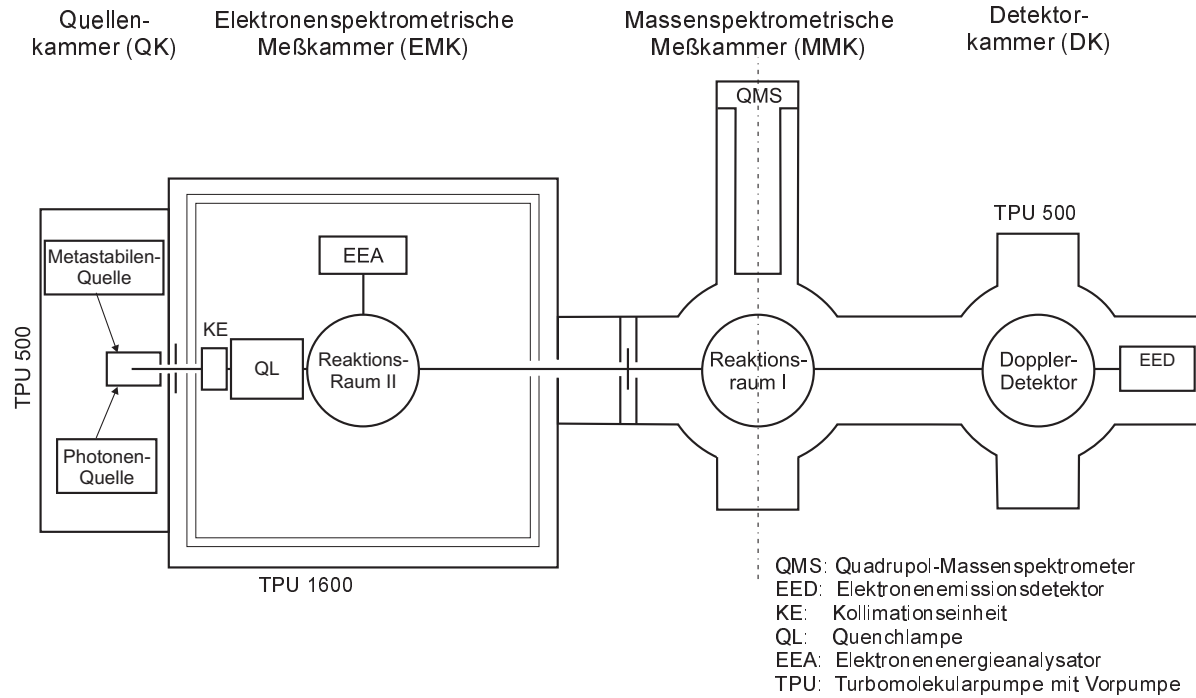 Quellen-
kammer (QK)
Elektronenspektrometrische
Meßkammer (EMK)
Massenspektrometrische
Meßkammer (MMK)
Detektor-
kammer (DK)
QMS
TPU 500
Metastabilen-
Quelle
EEA
TPU 500
KE
QL
Reaktions-
Raum II
Reaktions-
raum I
Doppler-
Detektor
EED
Photonen-
Quelle
TPU 1600
QMS: Quadrupol-Massenspektrometer
EED: Elektronenemissionsdetektor
KE: Kollimationseinheit
QL: Quenchlampe
EEA: Elektronenenergieanalysator
TPU: Turbomolekularpumpe mit Vorpumpe